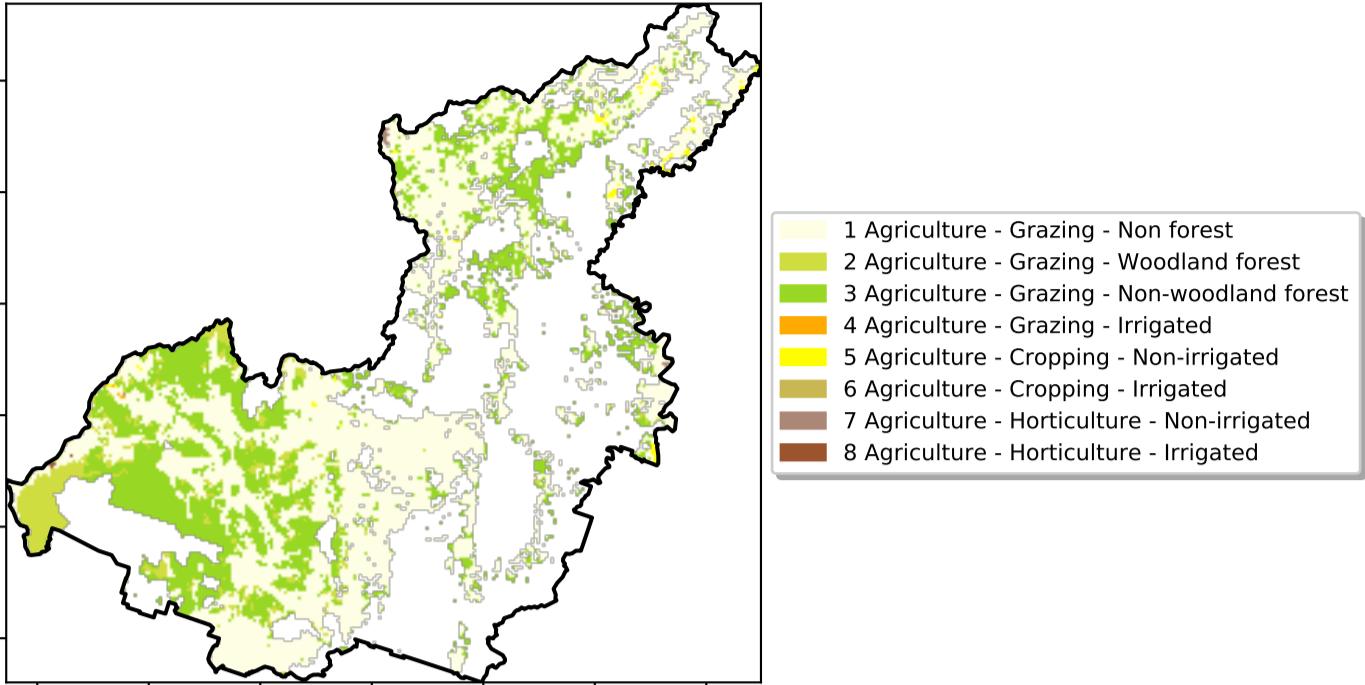 1 Agriculture - Grazing - Non forest
2 Agriculture - Grazing - Woodland forest
3 Agriculture - Grazing - Non-woodland forest
4 Agriculture - Grazing - Irrigated
5 Agriculture - Cropping - Non-irrigated
6 Agriculture - Cropping - Irrigated
7 Agriculture - Horticulture - Non-irrigated
8 Agriculture - Horticulture - Irrigated